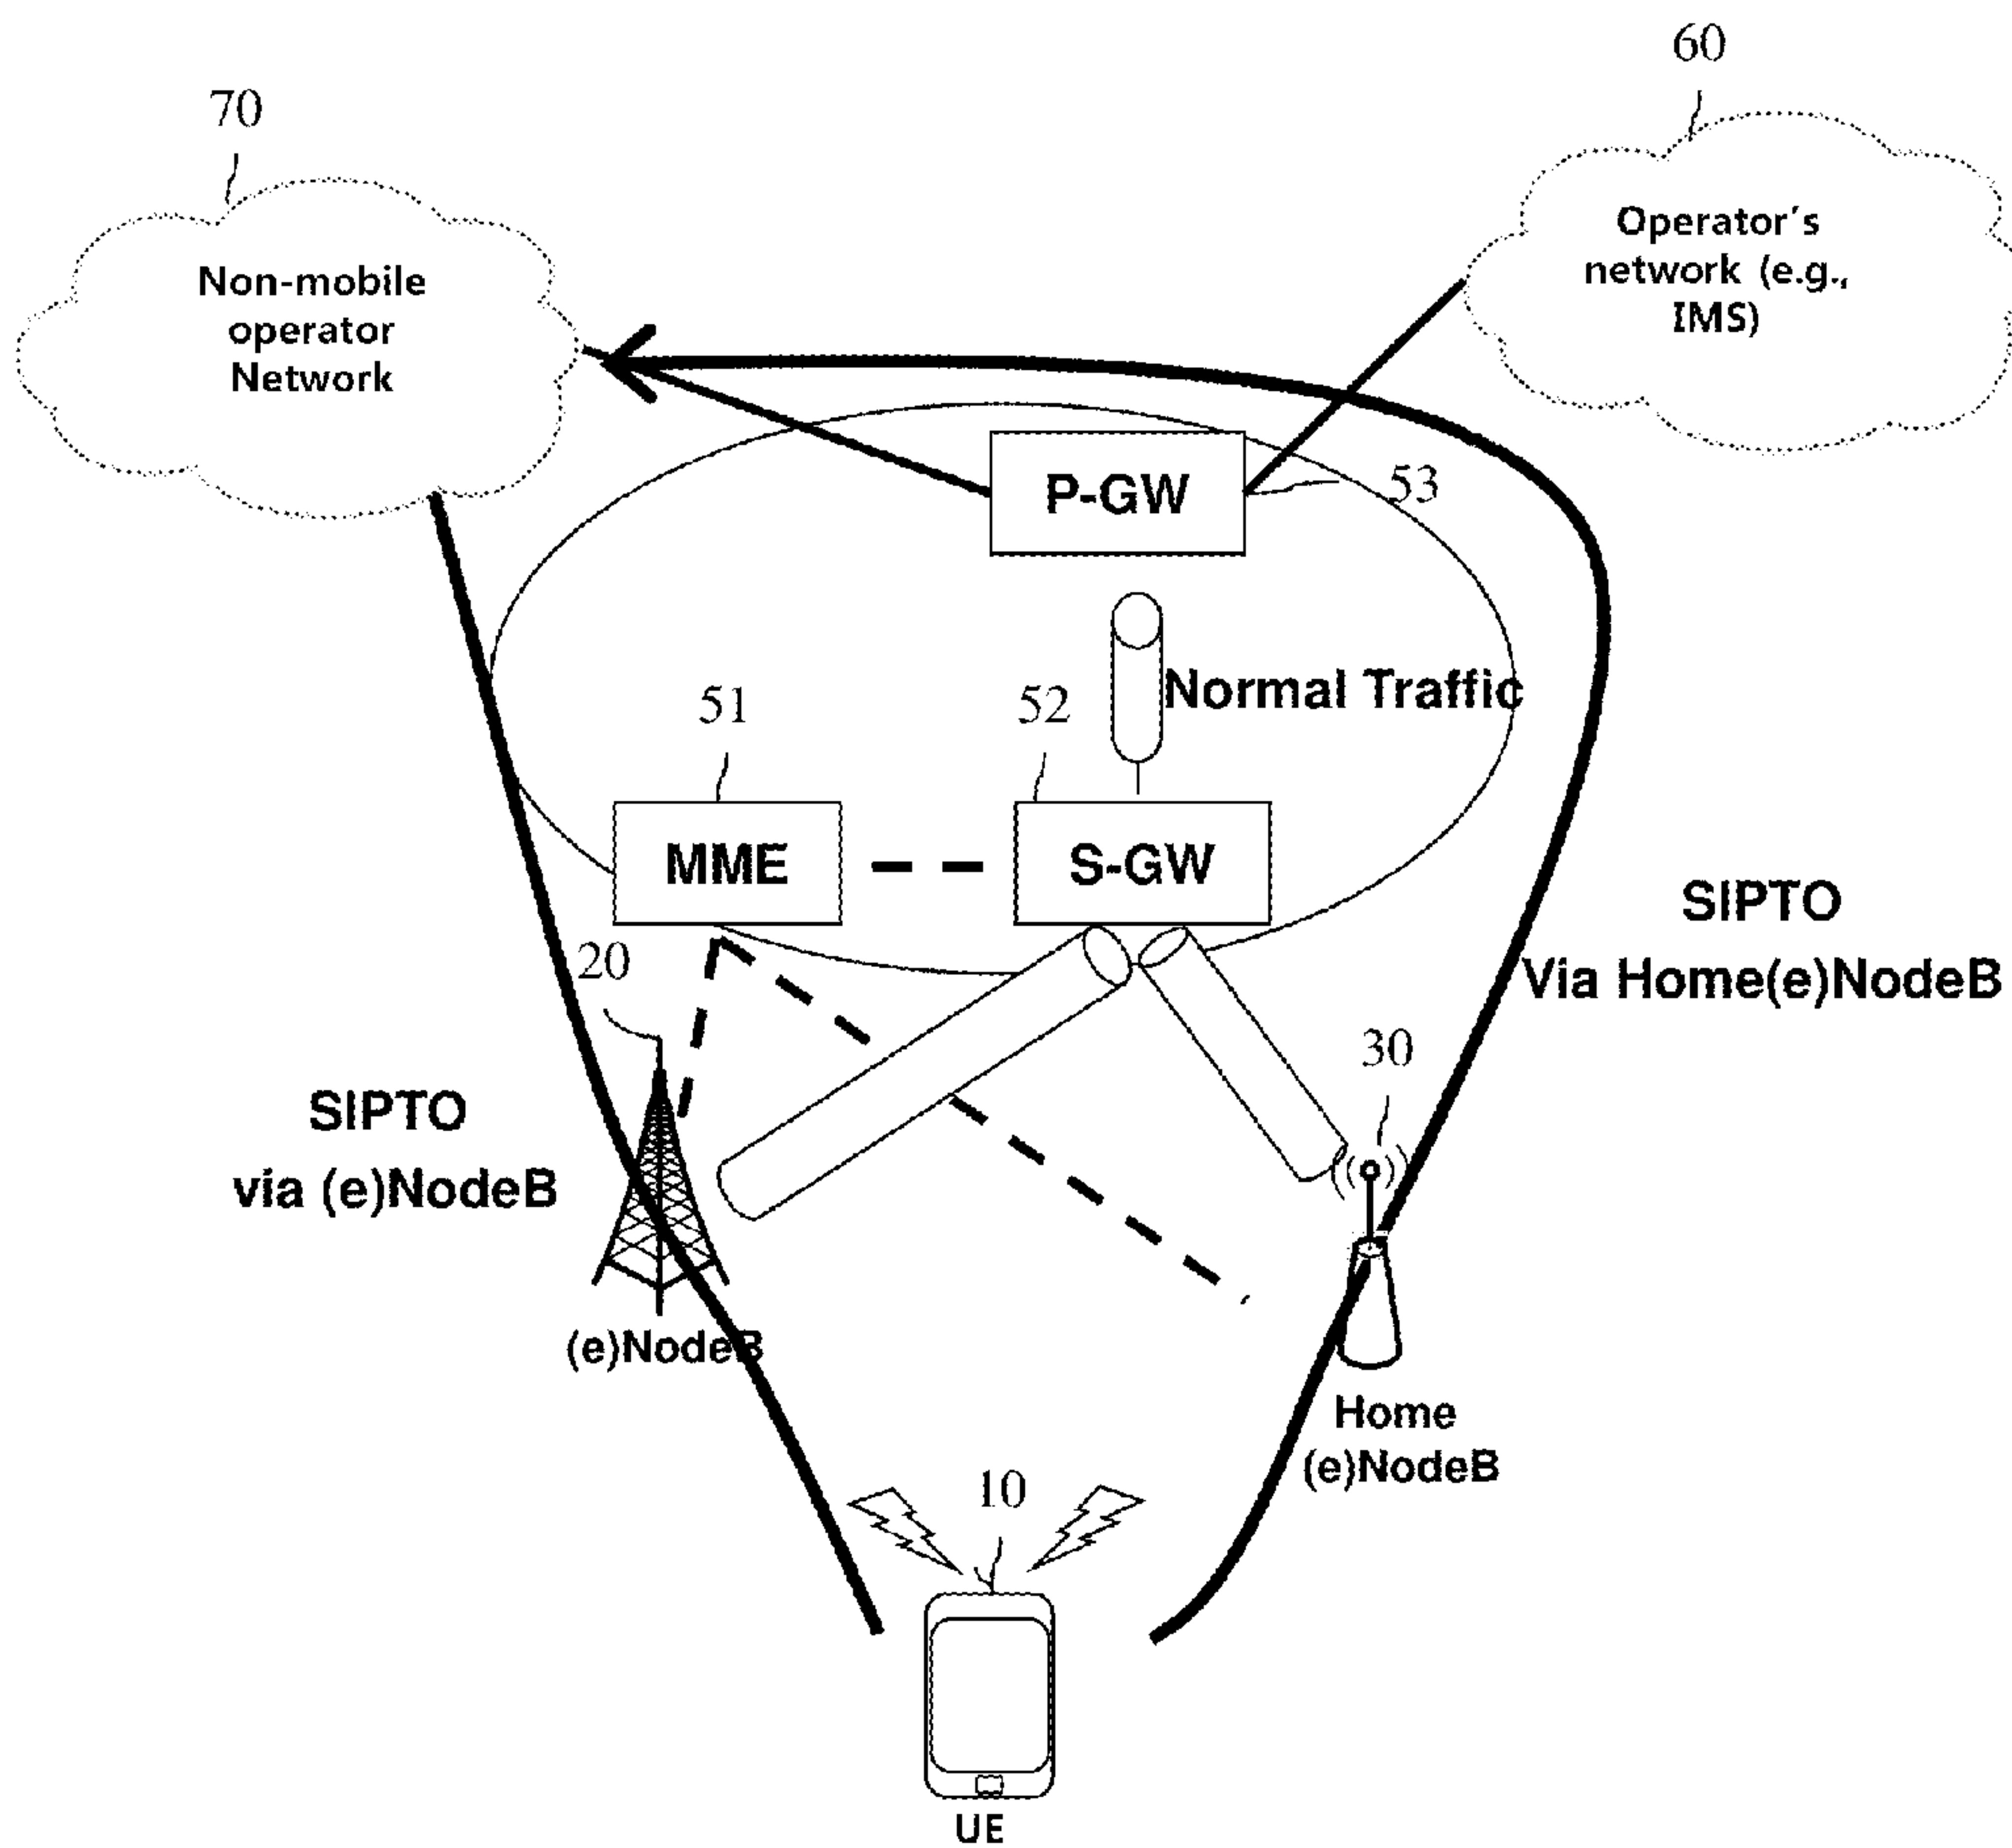 60
70
Operator's
network (e.g.,
IMS)
Non-mobile
operator
Network
P-GW
53
Normal Traffic
51
52
MME
S-GW
SIPTO
Via Home(e)NodeB
20
30
SIPTO
via (e)NodeB
(e)NodeB
Home
(e)NodeB
10
UE